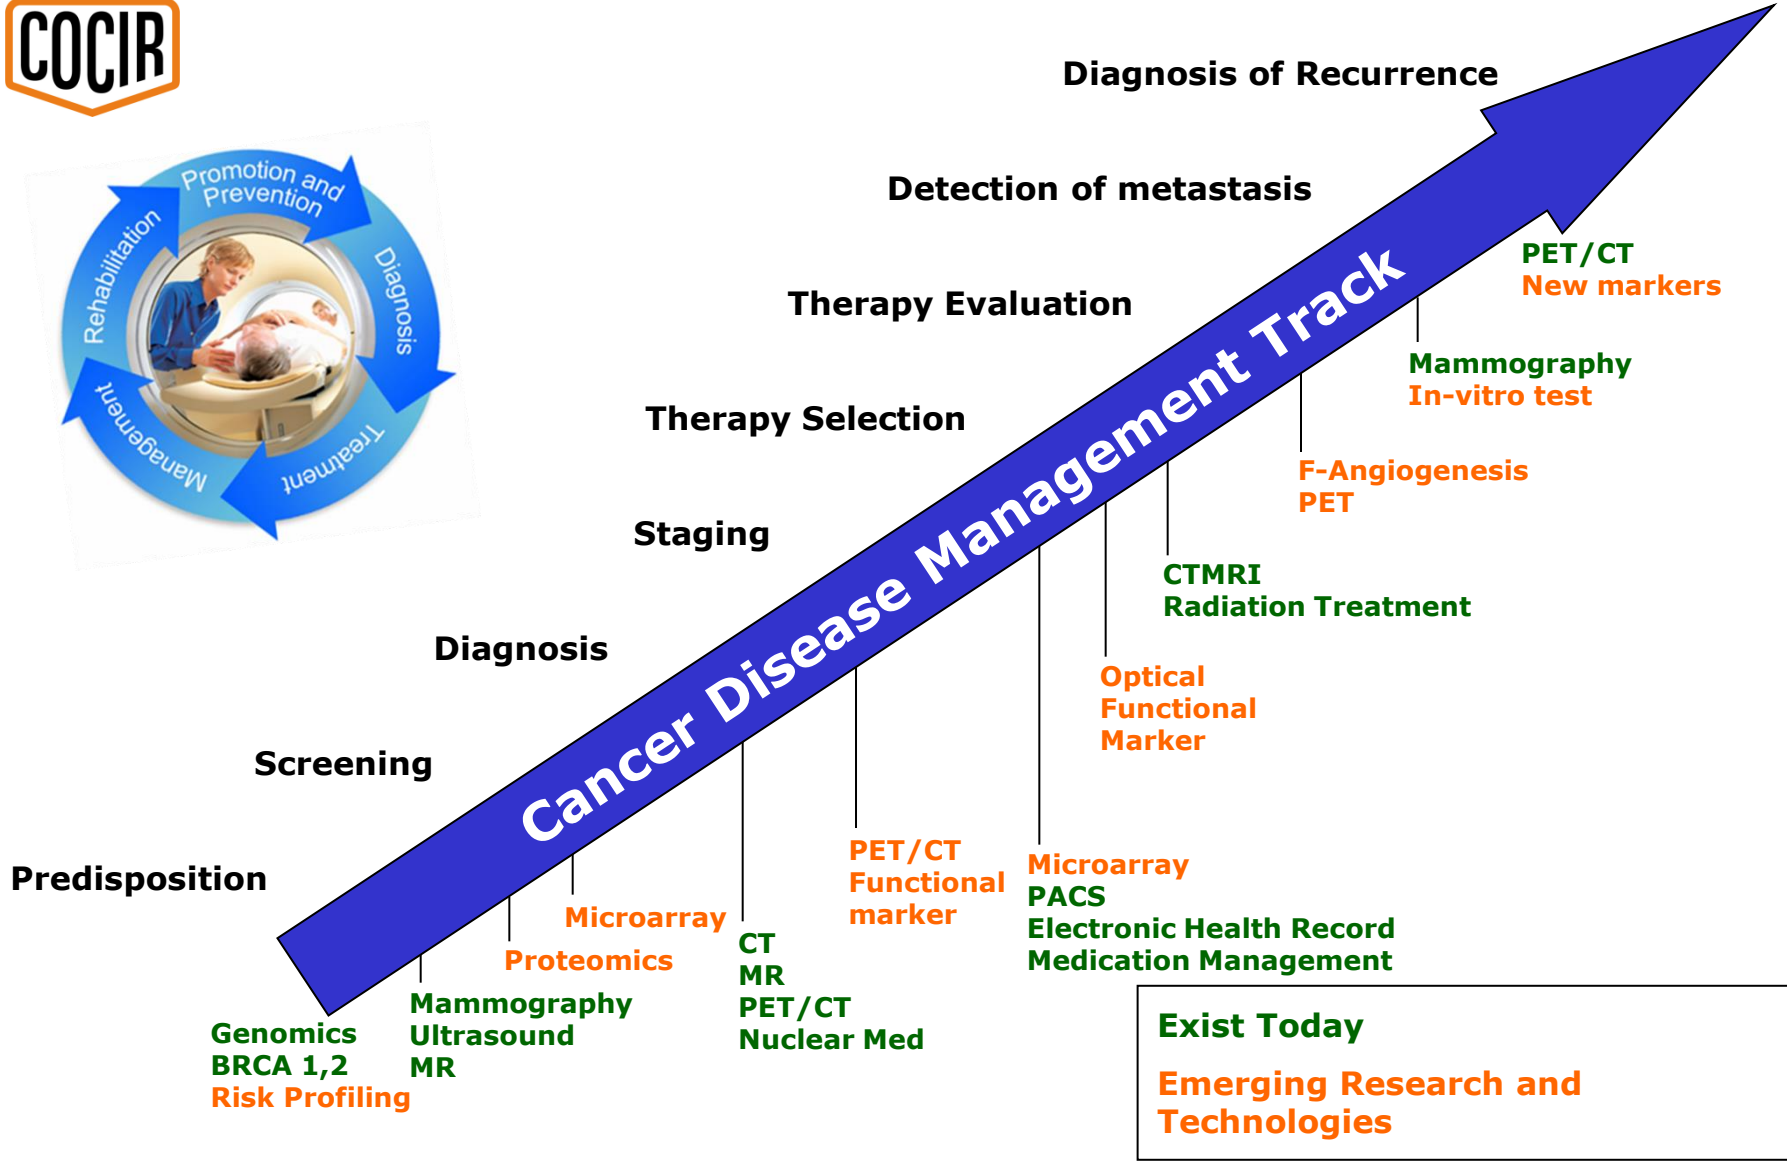 COCIR
Promotion and
Prevention
Diagnosis
Treatment
Management
Rehabilitation
Diagnosis of Recurrence
Detection of metastasis
Therapy Evaluation
Therapy Selection
Staging
Diagnosis
Screening
Predisposition
Cancer Disease Management Track
Genomics
BRCA 1,2
Risk Profiling
Mammography
Ultrasound
MR
Proteomics
Microarray
CT
MR
PET/CT
Nuclear Med
PET/CT
Functional
marker
Microarray
PACS
Electronic Health Record
Medication Management
Optical
Functional
Marker
CTMRI
Radiation Treatment
F-Angiogenesis
PET
Mammography
In-vitro test
PET/CT
New markers
Exist Today
Emerging Research and
Technologies